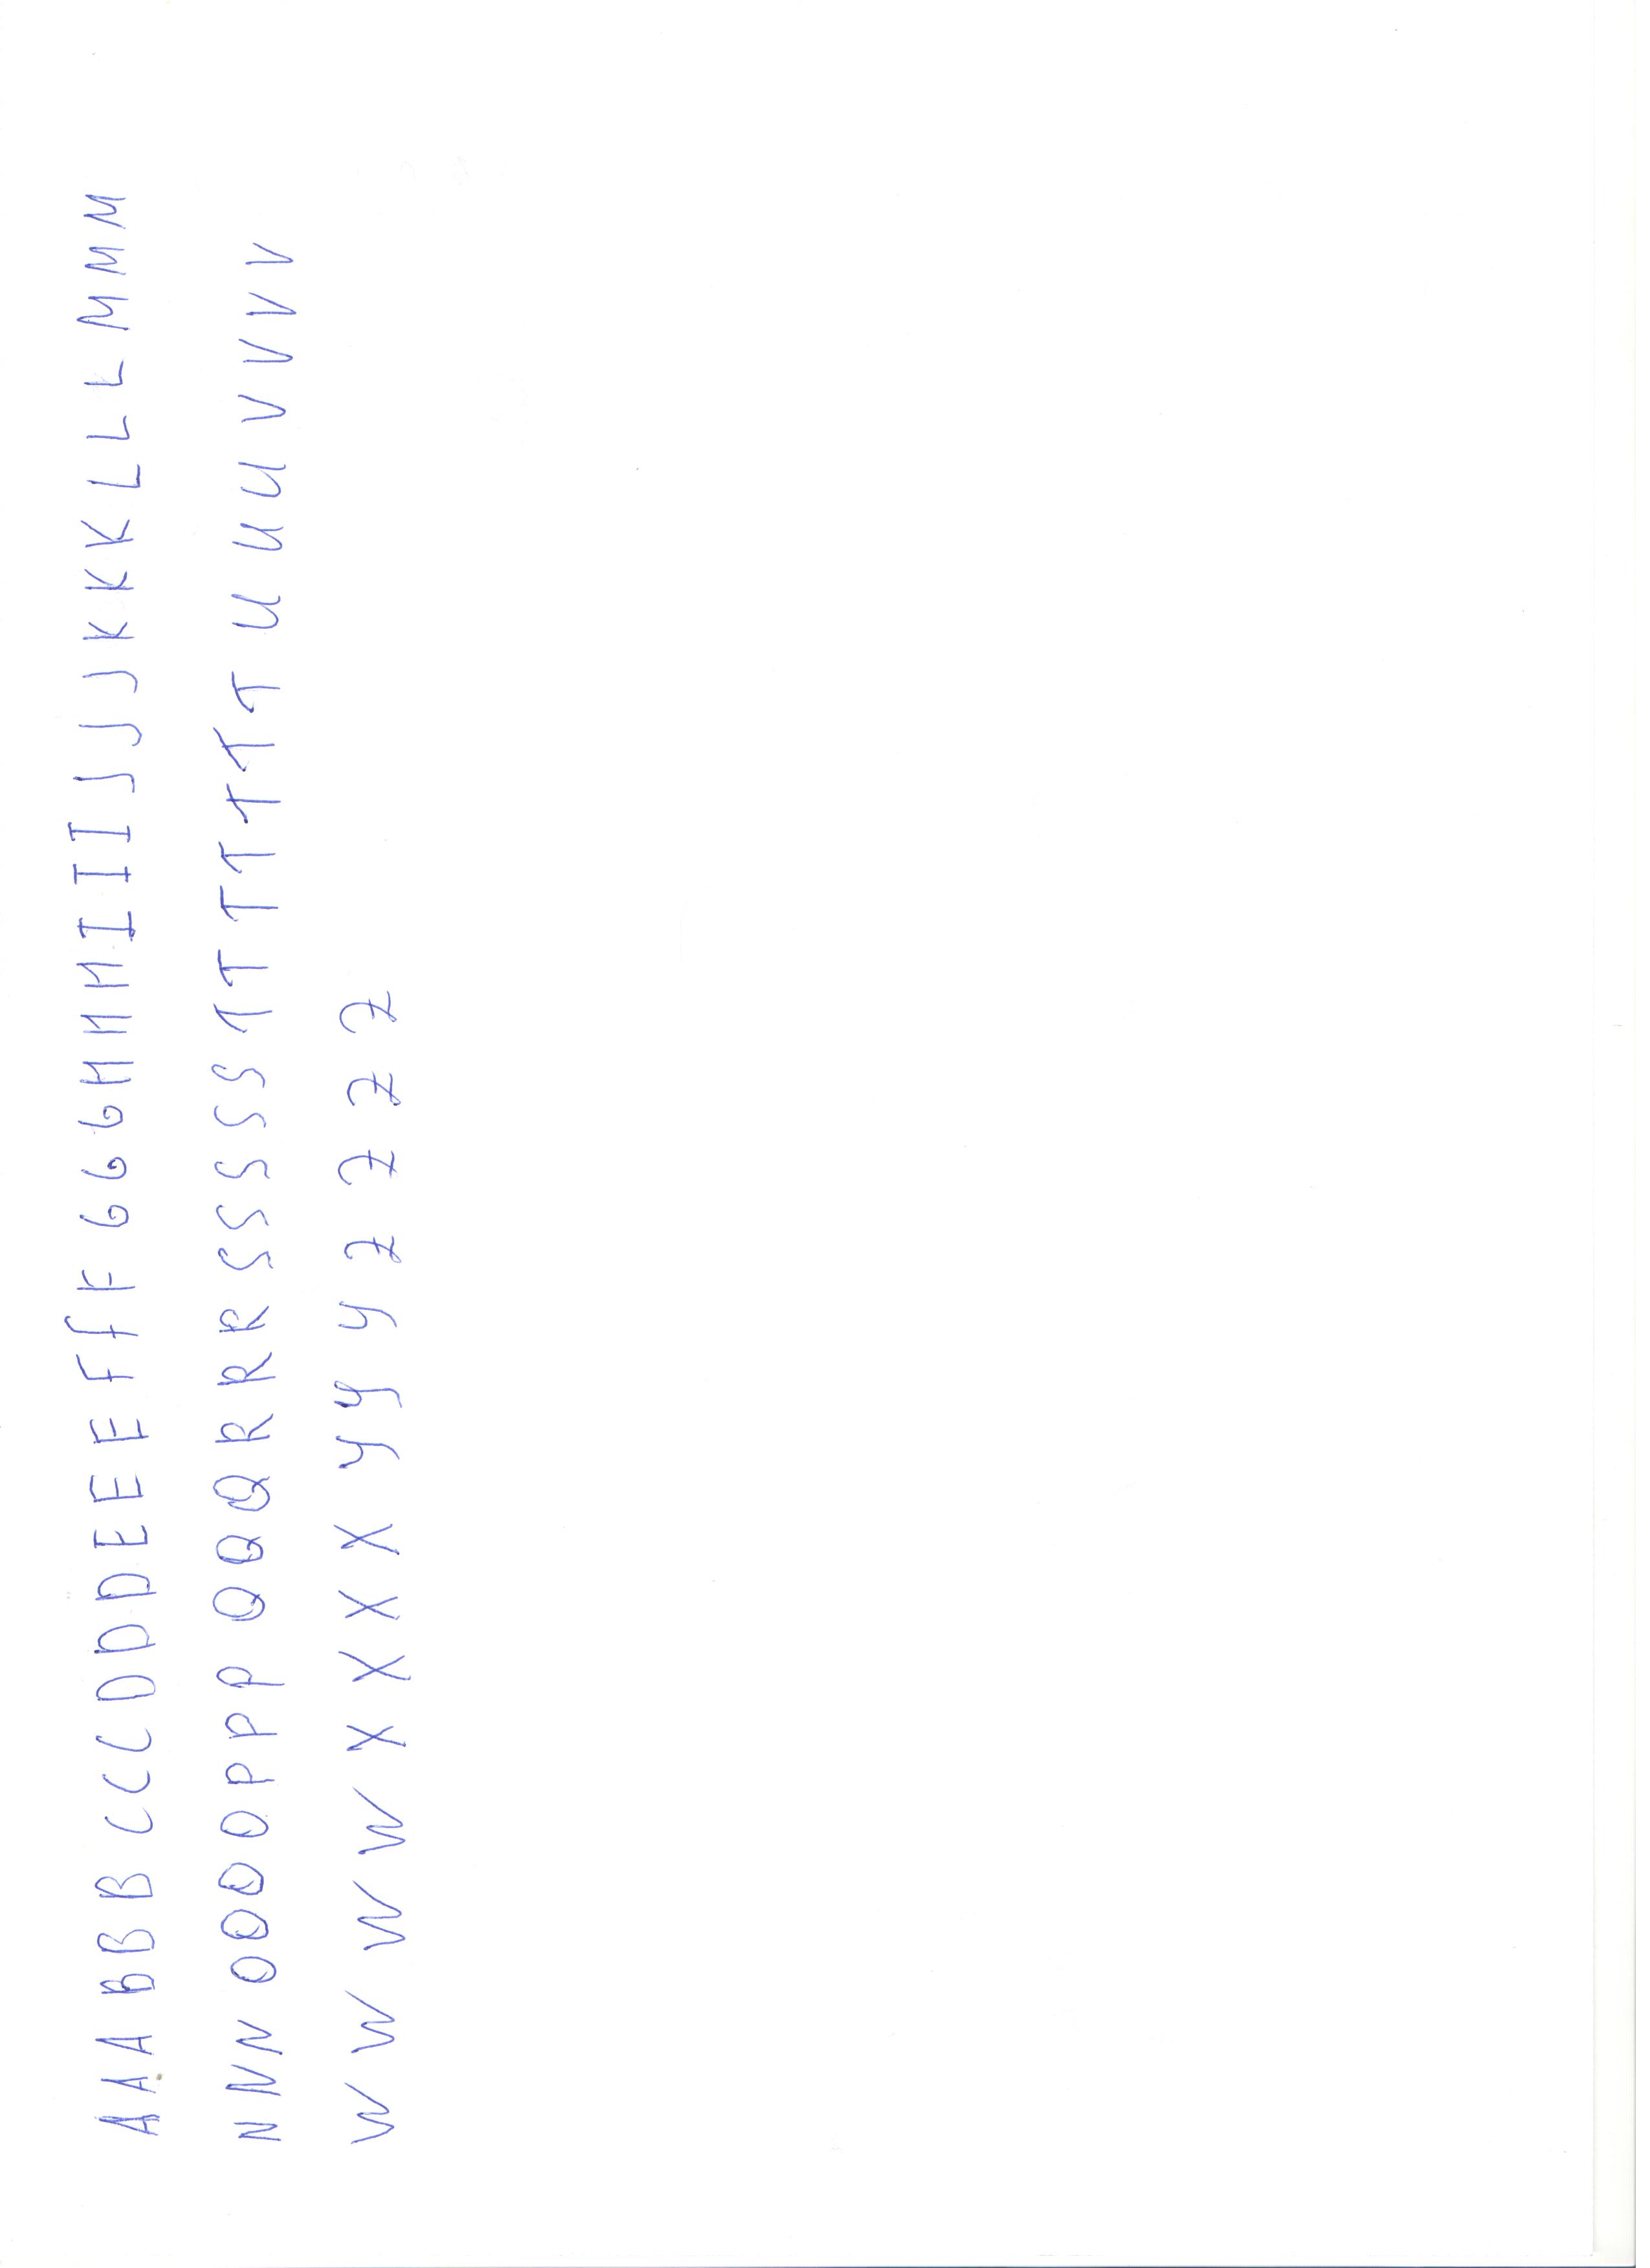 A A A B B B C C C D D D E E E F F F G G G H H H I I I J J J K K K L L L M M M
N N N O O O O P P P Q Q Q R R R S S S S S T T T T T T T U U U V V V V
W W W W X X X X Y Y Y Z Z Z Z